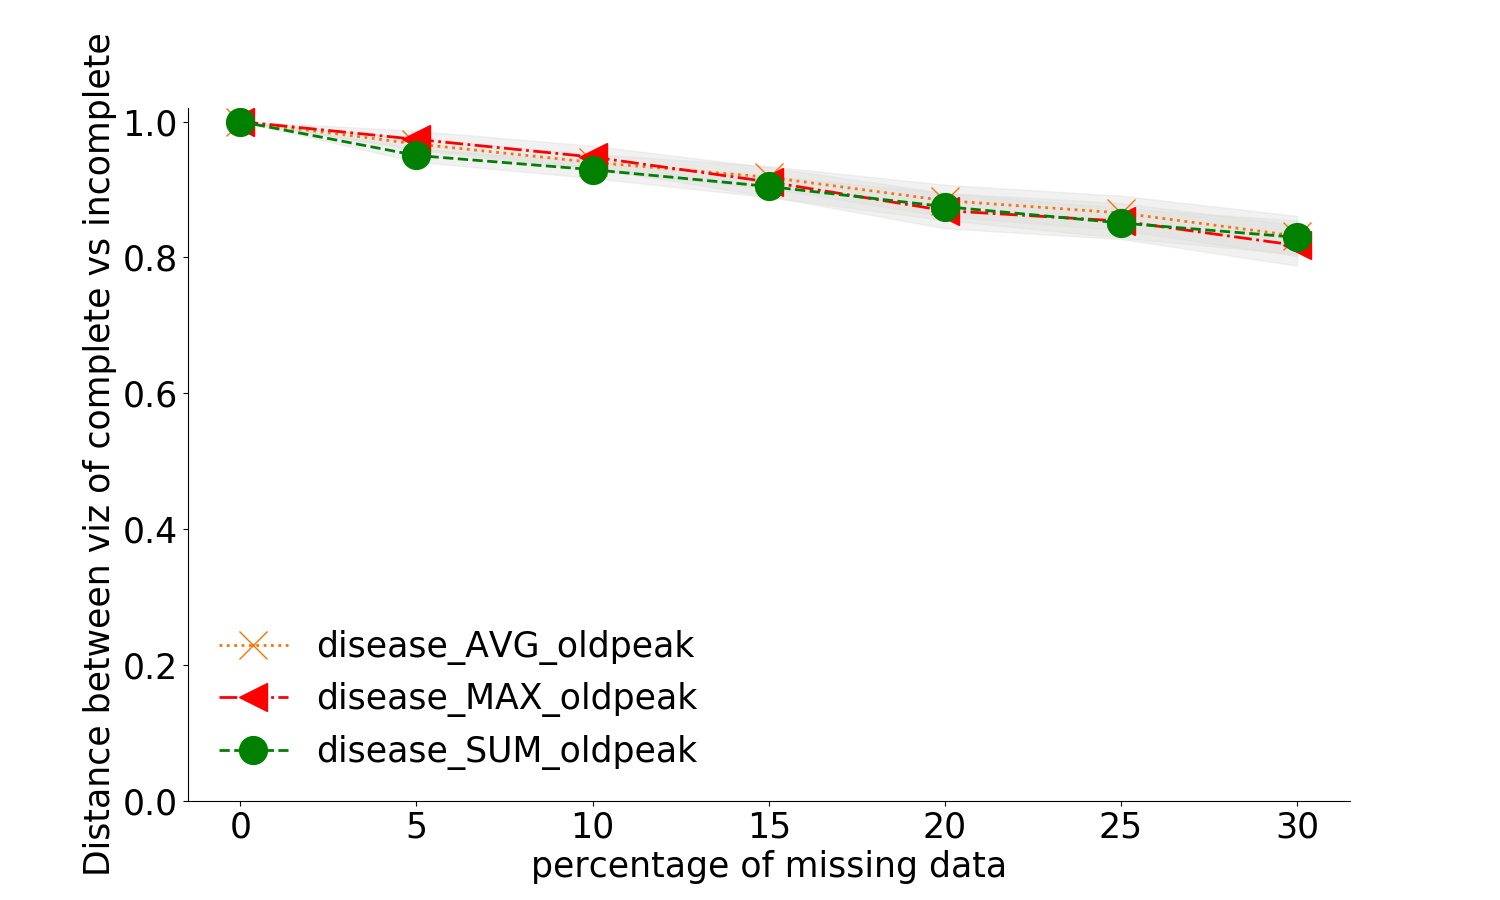 Distance between viz of complete vs incomplete
1.0
0.8
0.6
0.4
0.2
0.0
disease_AVG_oldpeak
disease_MAX_oldpeak
disease_SUM_oldpeak
0 5 10 15 20 25 30
percentage of missing data